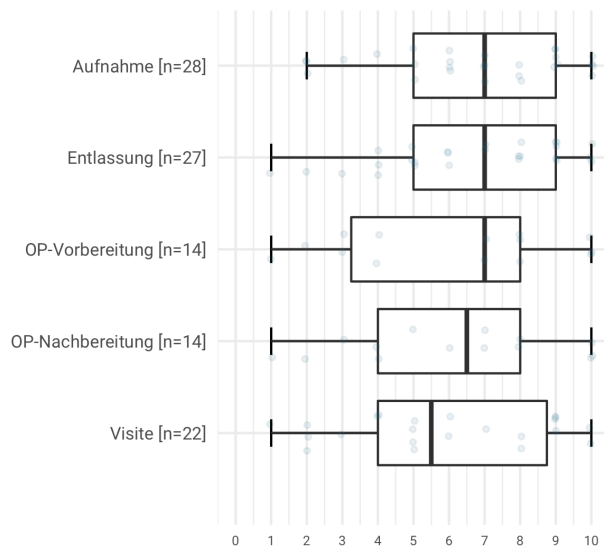 Aufnahme [n=28]
Entlassung [n=27]
OP-Vorbereitung [n=14]
OP-Nachbereitung [n=14]
Visite [n=22]
0 1 2 3 4 5 6 7 8 9 10